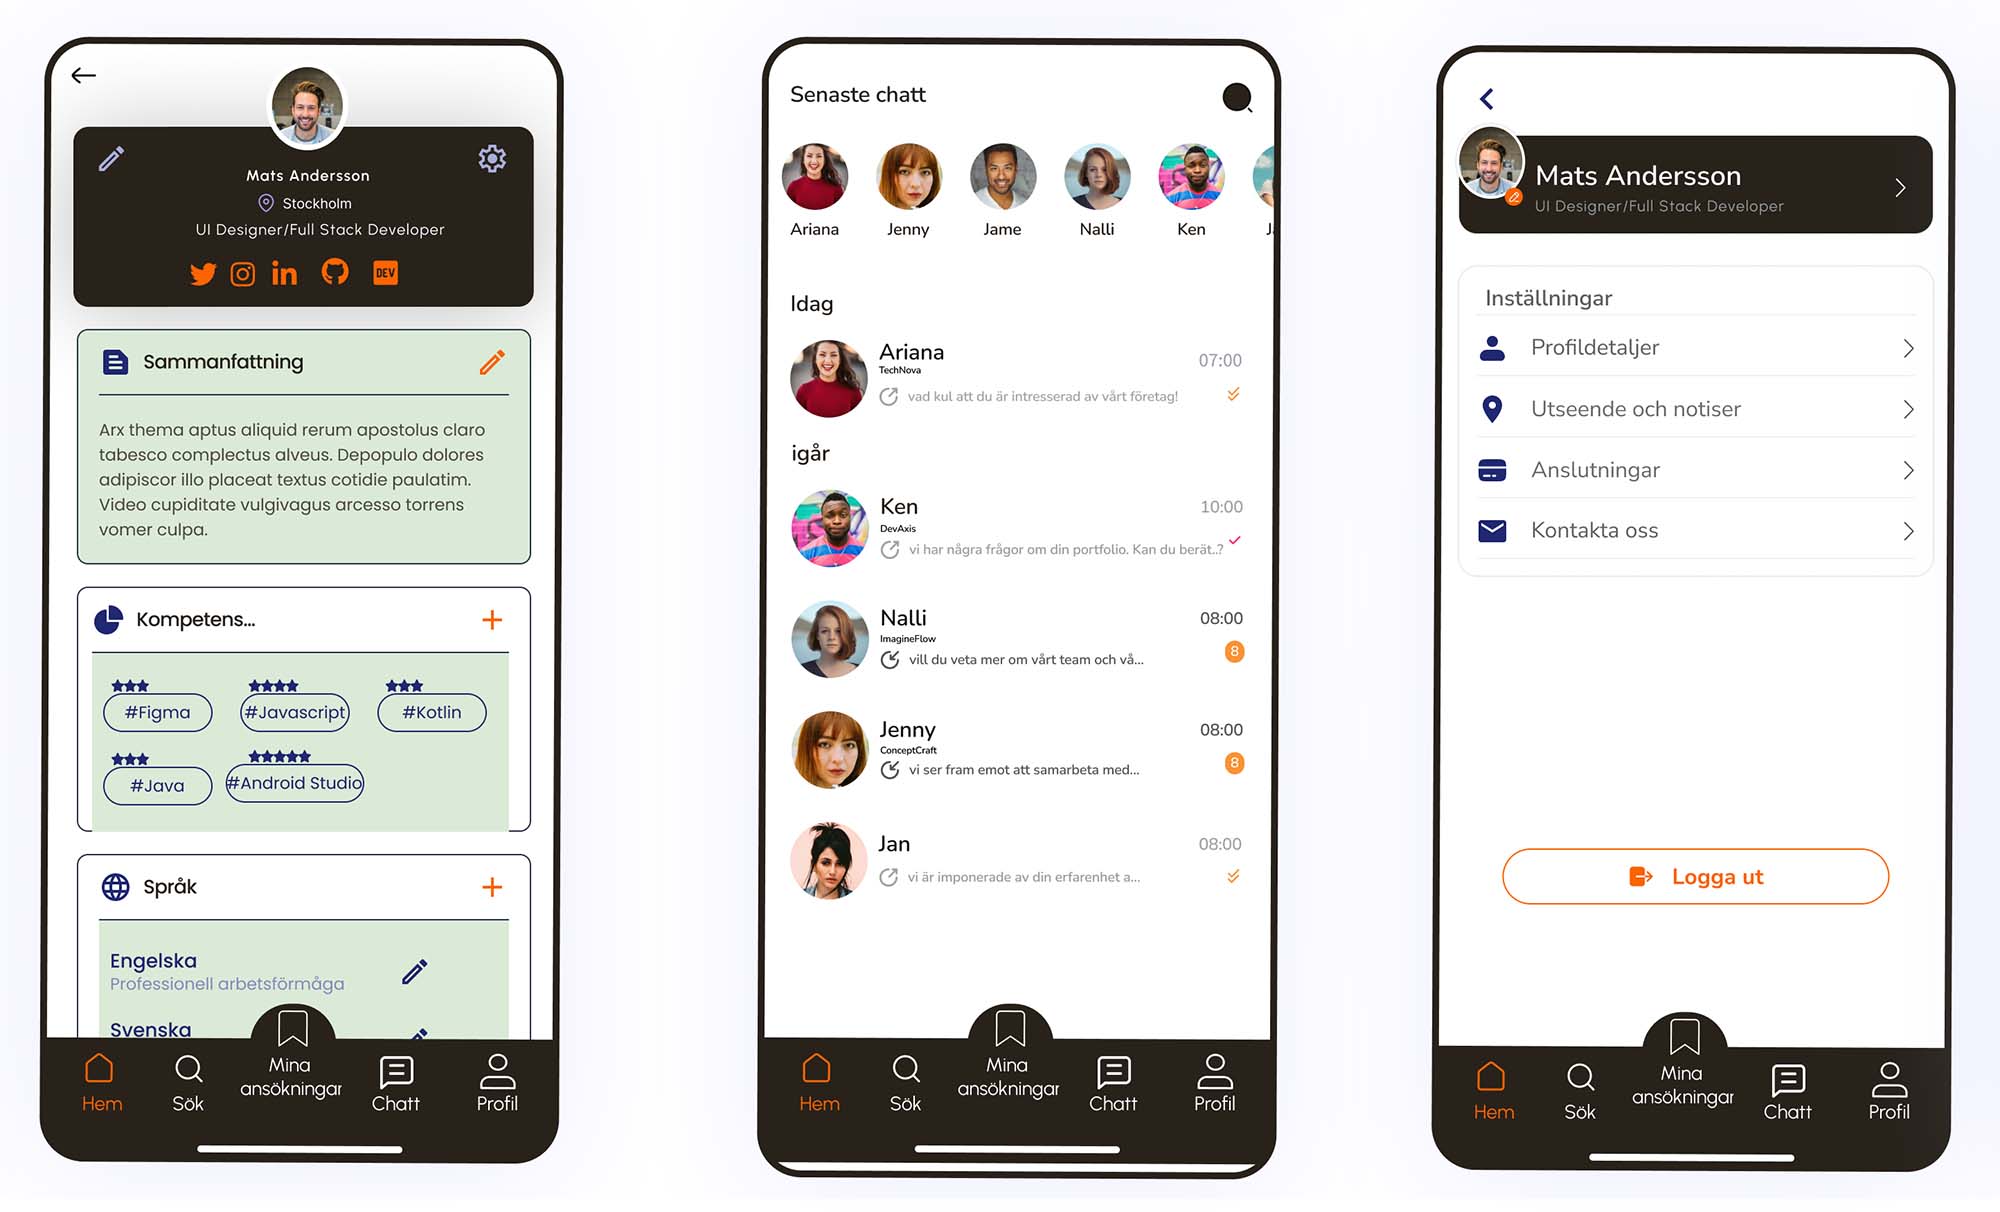 Mats Andersson
Stockholm
UI Designer/Full Stack Developer
DEV
Sammanfattning
Arx thema aptus aliquid rerum apostolus claro
tabesco complectus alveus. Depopulo dolores
adipiscor illo placeat textus cotidie paulatim.
Video cupiditate vulgivagus arcesso torrens
vomer culpa.
Kompetens...
#Figma
#Javascript
#Kotlin
#Java
#Android Studio
Språk
Engelska
Professionell arbetsförmåga
Svenska
Hem
Sök
Mina
ansökningar
Chatt
Profil
Senaste chatt
Ariana
Jenny
Jame
Nalli
Ken
Idag
Ariana
07:00
TechNova
vad kul att du är intresserad av vårt företag!
igår
Ken
10:00
DevAxis
vi har några frågor om din portfolio. Kan du berät..?
Nalli
08:00
ImagineFlow
vill du veta mer om vårt team och vå...
8
Jenny
08:00
ConceptCraft
vi ser fram emot att samarbeta med...
8
Jan
08:00
vi är imponerade av din erfarenhet a...
Hem
Sök
Mina
ansökningar
Chatt
Profil
Mats Andersson
UI Designer/Full Stack Developer
Inställningar
Profildetaljer
Utseende och notiser
Anslutningar
Kontakta oss
Logga ut
Hem
Sök
Mina
ansökningar
Chatt
Profil